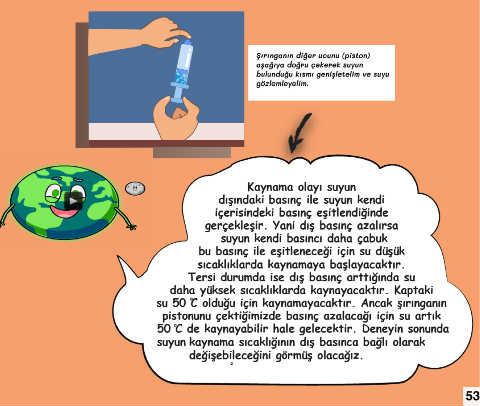 Şırınganın diğer ucunu (piston)
aşağıya doğru çekerek suyun
bulunduğu kısmı genişletelim ve suyu
gözlemleyelim.
Kaynama olayı suyun
dışındaki basınç ile suyun kendi
içerisindeki basınç eşitlendiğinde
gerçekleşir. Yani dış basınç azalırsa
suyun kendi basıncı daha çabuk
bu basınç ile eşitleneceği için su düşük
sıcaklıklarda kaynamaya başlayacaktır.
Tersi durumda ise dış basınç arttığında su
daha yüksek sıcaklıklarda kaynayacaktır. Kaptaki
su 50 ℃ olduğu için kaynamayacaktır. Ancak şırınganın
pistonunu çektiğimizde basınç azalacağı için su artık
50 ℃ de kaynayabilir hale gelecektir. Deneyin sonunda
suyun kaynama sıcaklığının dış basınca bağlı olarak
değişebileceğini görmüş olacağız.
53